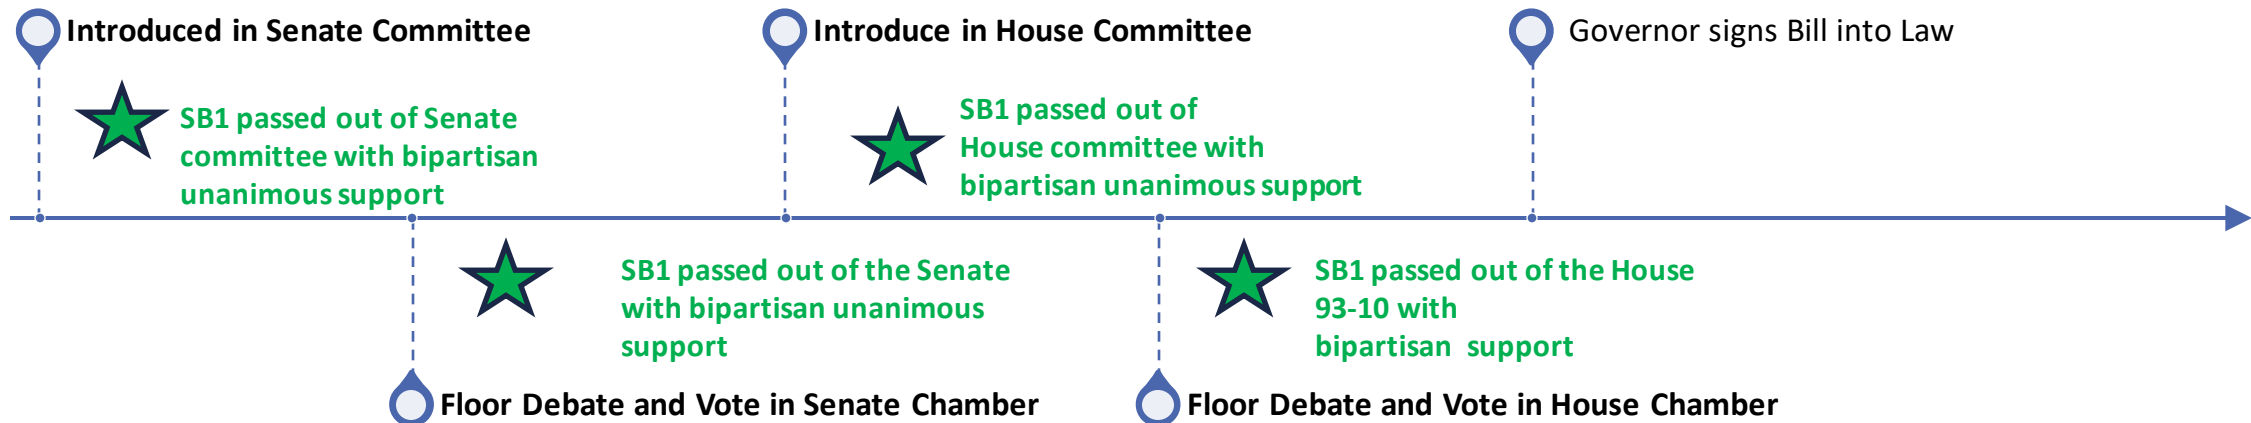 Introduced in Senate Committee
SB1 passed out of Senate
committee with bipartisan
unanimous support
Floor Debate and Vote in Senate Chamber
SB1 passed out of the Senate
with bipartisan unanimous
support
Introduce in House Committee
SB1 passed out of
House committee with
bipartisan unanimous support
Floor Debate and Vote in House Chamber
SB1 passed out of the House
93-10 with
bipartisan support
Governor signs Bill into Law